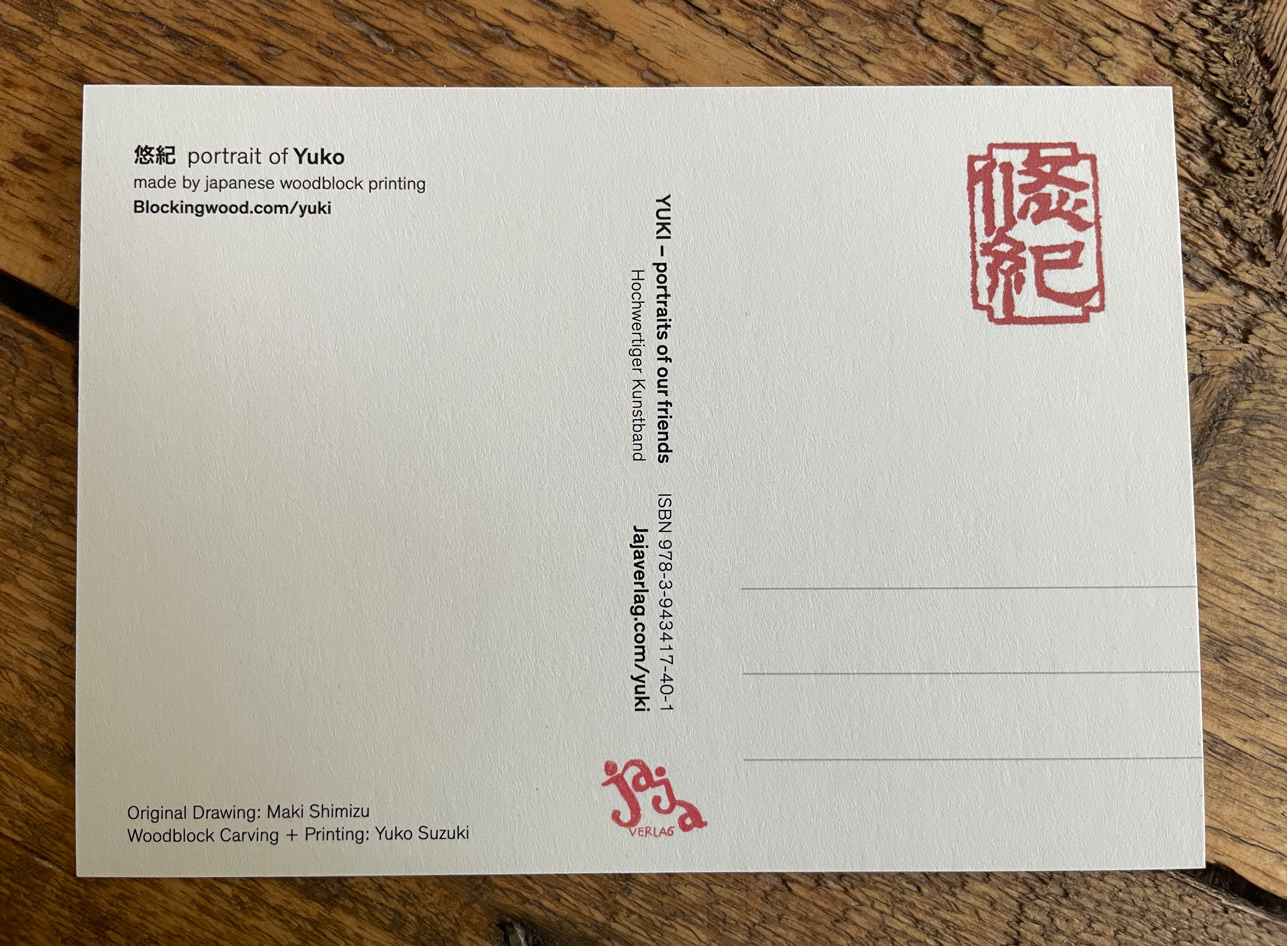 悠紀 portrait of Yuko
made by japanese woodblock printing
Blockingwood.com/yuki
YUKI – portraits of our friends ISBN 978-3-943417-40-1
Hochwertiger Kunstband Jajaverlag.com/yuki
悠
紀
Original Drawing: Maki Shimizu
Woodblock Carving + Printing: Yuko Suzuki
jaja
VERLAG